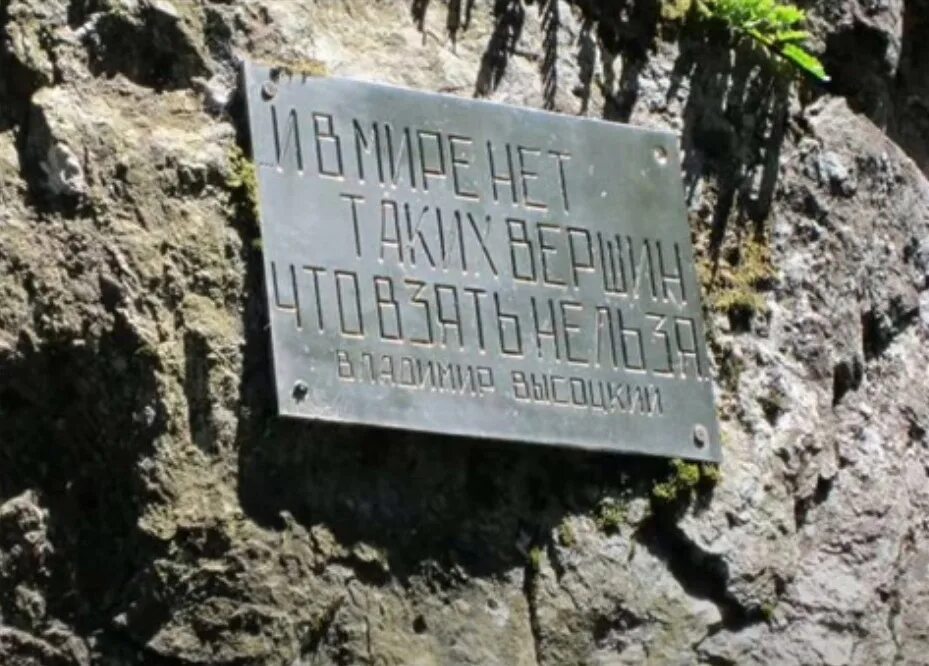 И В МИРЕ НЕТ
ТАКИХ ВЕРШИН
ЧТО ВЗЯТЬ НЕЛЬЗЯ
ВЛАДИМИР ВЫСОЦКИЙ